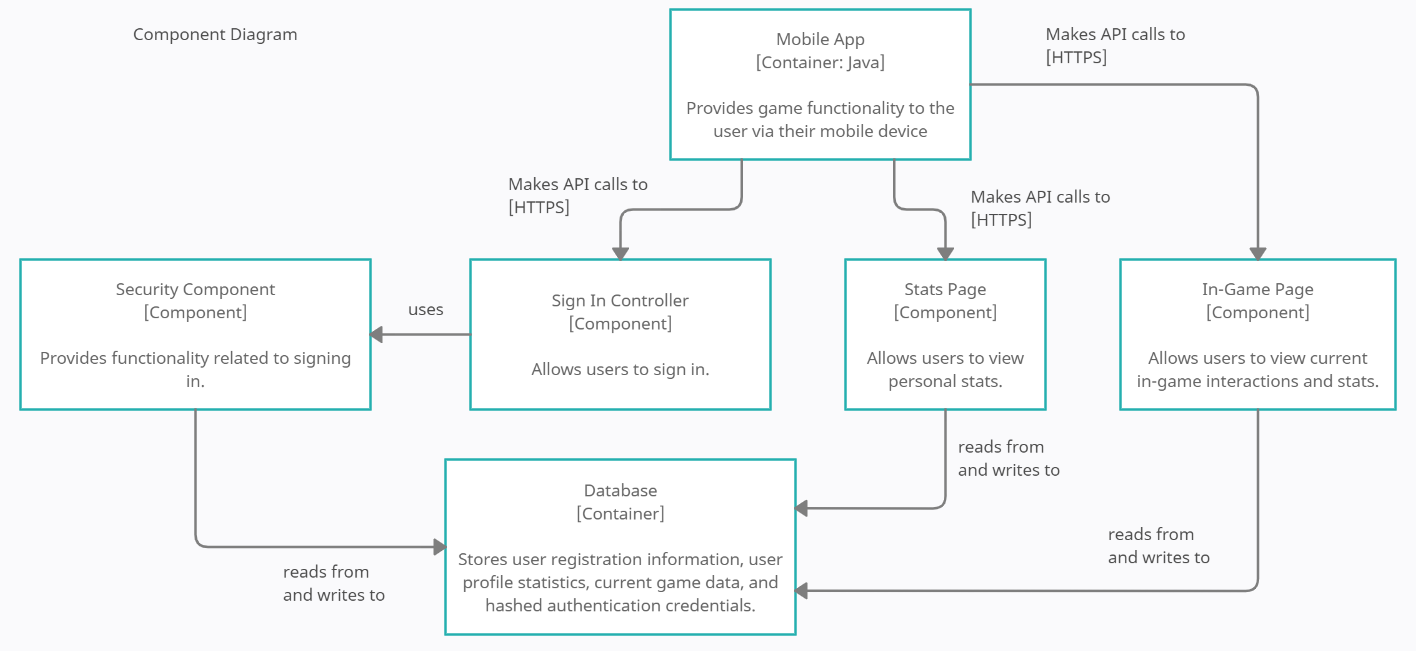 Component Diagram
Mobile App
[Container: Java]
Provides game functionality to the
user via their mobile device
Makes API calls to
[HTTPS]
Makes API calls to
[HTTPS]
Makes API calls to
[HTTPS]
Security Component
[Component]
Provides functionality related to signing
in.
uses
Sign In Controller
[Component]
Allows users to sign in.
Stats Page
[Component]
Allows users to view
personal stats.
In-Game Page
[Component]
Allows users to view current
in-game interactions and stats.
reads from
and writes to
Database
[Container]
Stores user registration information, user
profile statistics, current game data, and
hashed authentication credentials.
reads from
and writes to
reads from
and writes to